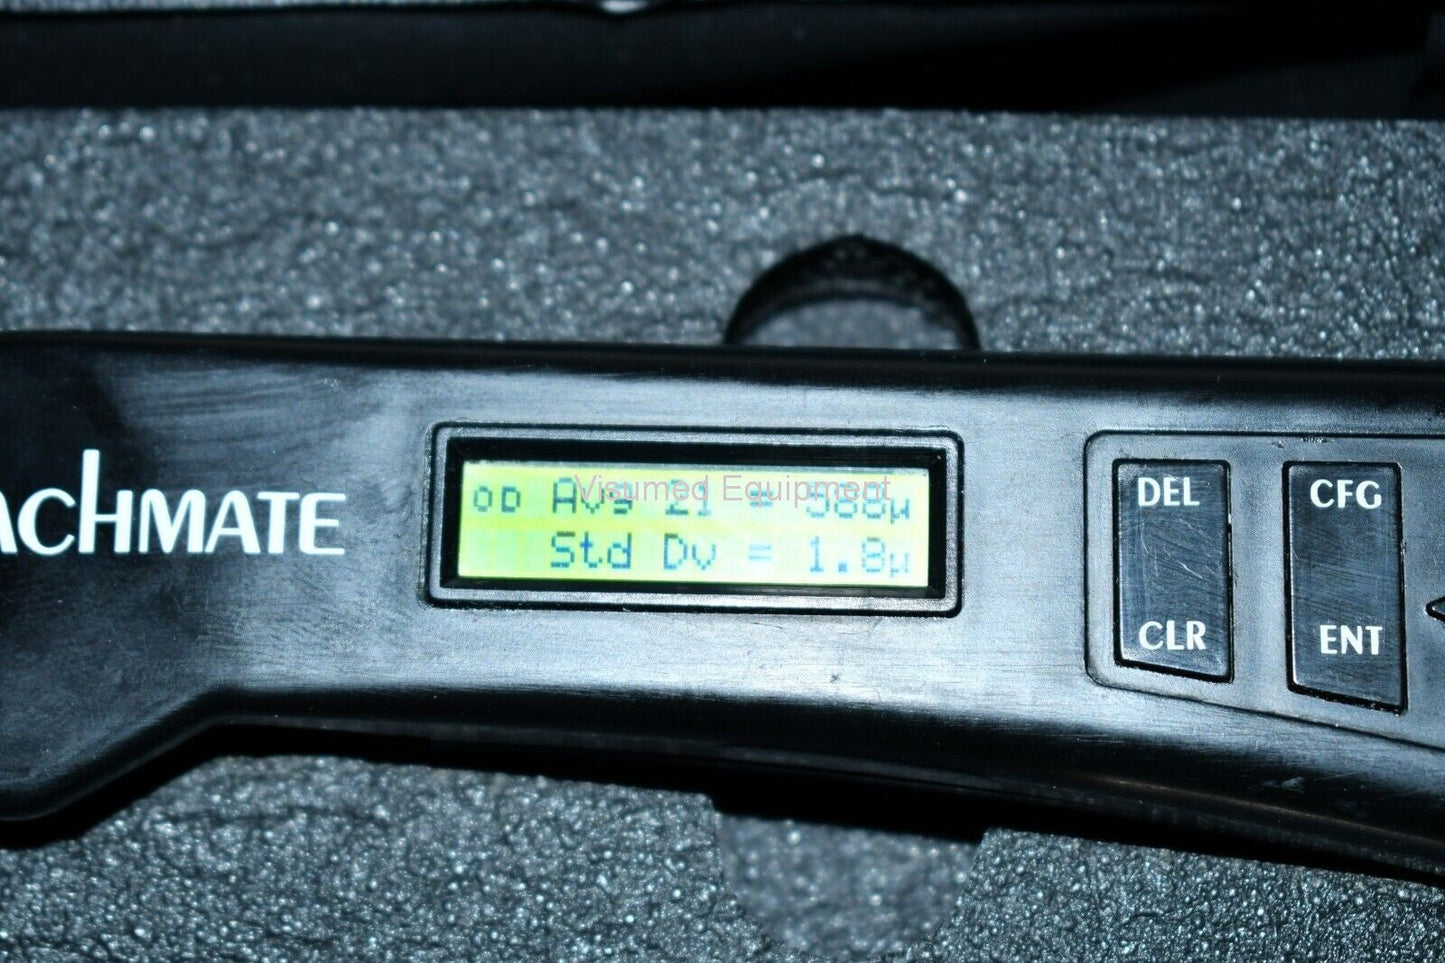 ACHMATE
oD Avg 21 = 588µ
Std Dv = 1.8µ
Visumed Equipment
DEL
CLR
CFG
ENT